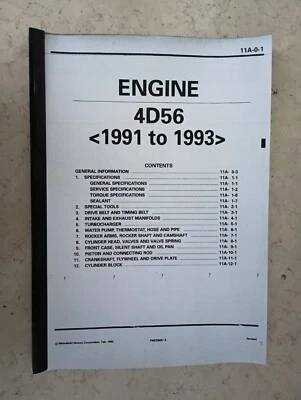 11A-0-1
ENGINE
4D56
<1991 to 1993>
CONTENTS
GENERAL INFORMATION 11A- 0-3
1. SPECIFICATIONS 11A- 1-1
GENERAL SPECIFICATIONS 11A- 1-1
SERVICE SPECIFICATIONS 11A- 1-2
TORQUE SPECIFICATIONS 11A- 1-5
SEALANT 11A- 1-7
2. SPECIAL TOOLS 11A- 2-1
3. DRIVE BELT AND TIMING BELT 11A- 3-1
4. INTAKE AND EXHAUST MANIFOLDS 11A- 4-1
5. TURBOCHARGER 11A- 5-1
6. WATER PUMP, THERMOSTAT, HOSE AND PIPE 11A- 6-1
7. ROCKER ARMS, ROCKER SHAFT AND CAMSHAFT 11A- 7-1
8. CYLINDER HEAD, VALVES AND VALVE SPRING 11A- 8-1
9. FRONT CASE, SILENT SHAFT AND OIL PAN 11A- 9-1
10. PISTON AND CONNECTING ROD 11A-10-1
11. CRANKSHAFT, FLYWHEEL AND DRIVE PLATE 11A-11-1
12. CYLINDER BLOCK 11A-12-1
© Mitsubishi Motors Corporation Revised